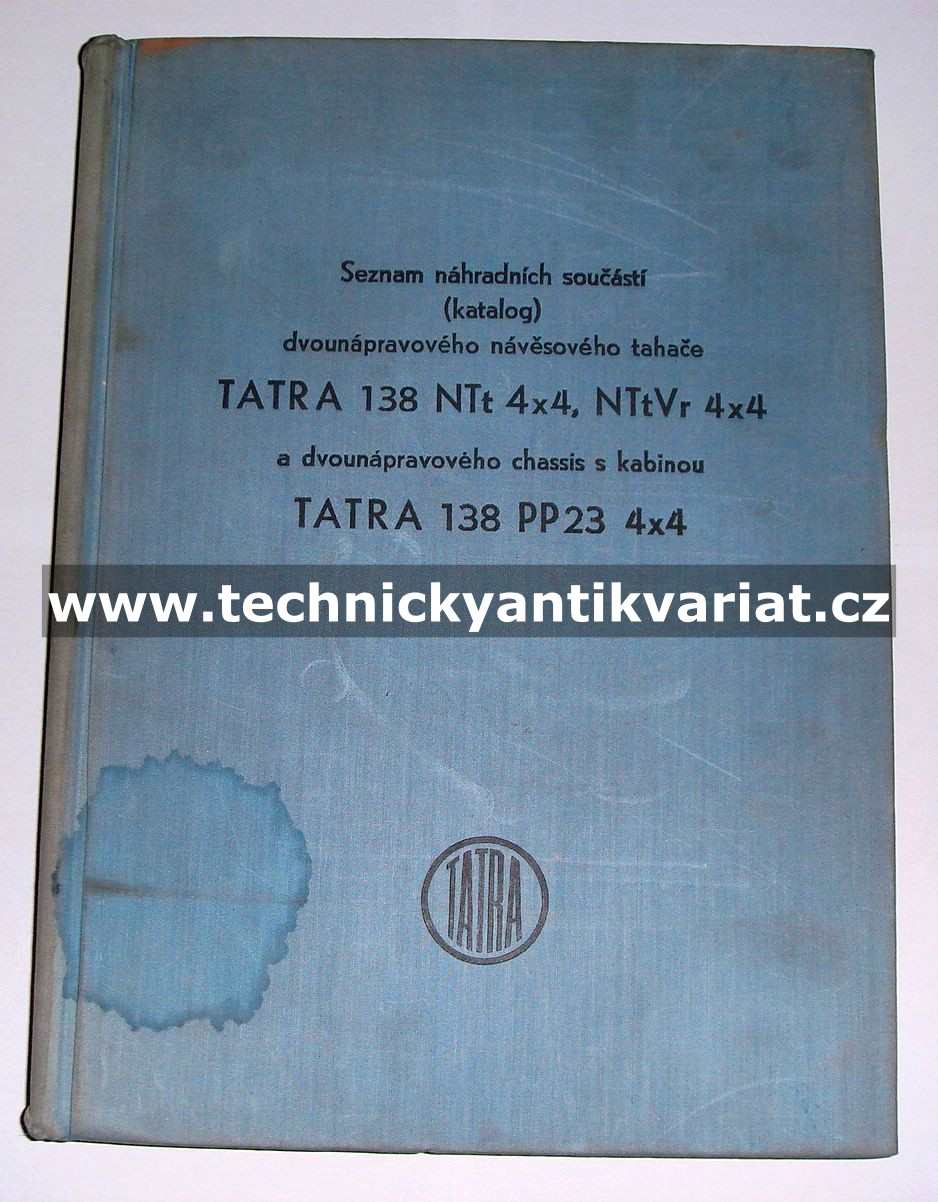 Seznam náhradních součástí
(katalog)
dvounápravového návěsového tahače
TATRA 138 NTt 4x4, NTtVr 4x4
a dvounápravového chassis s kabinou
TATRA 138 PP23 4x4
www.technickyantikvariat.cz
TATRA